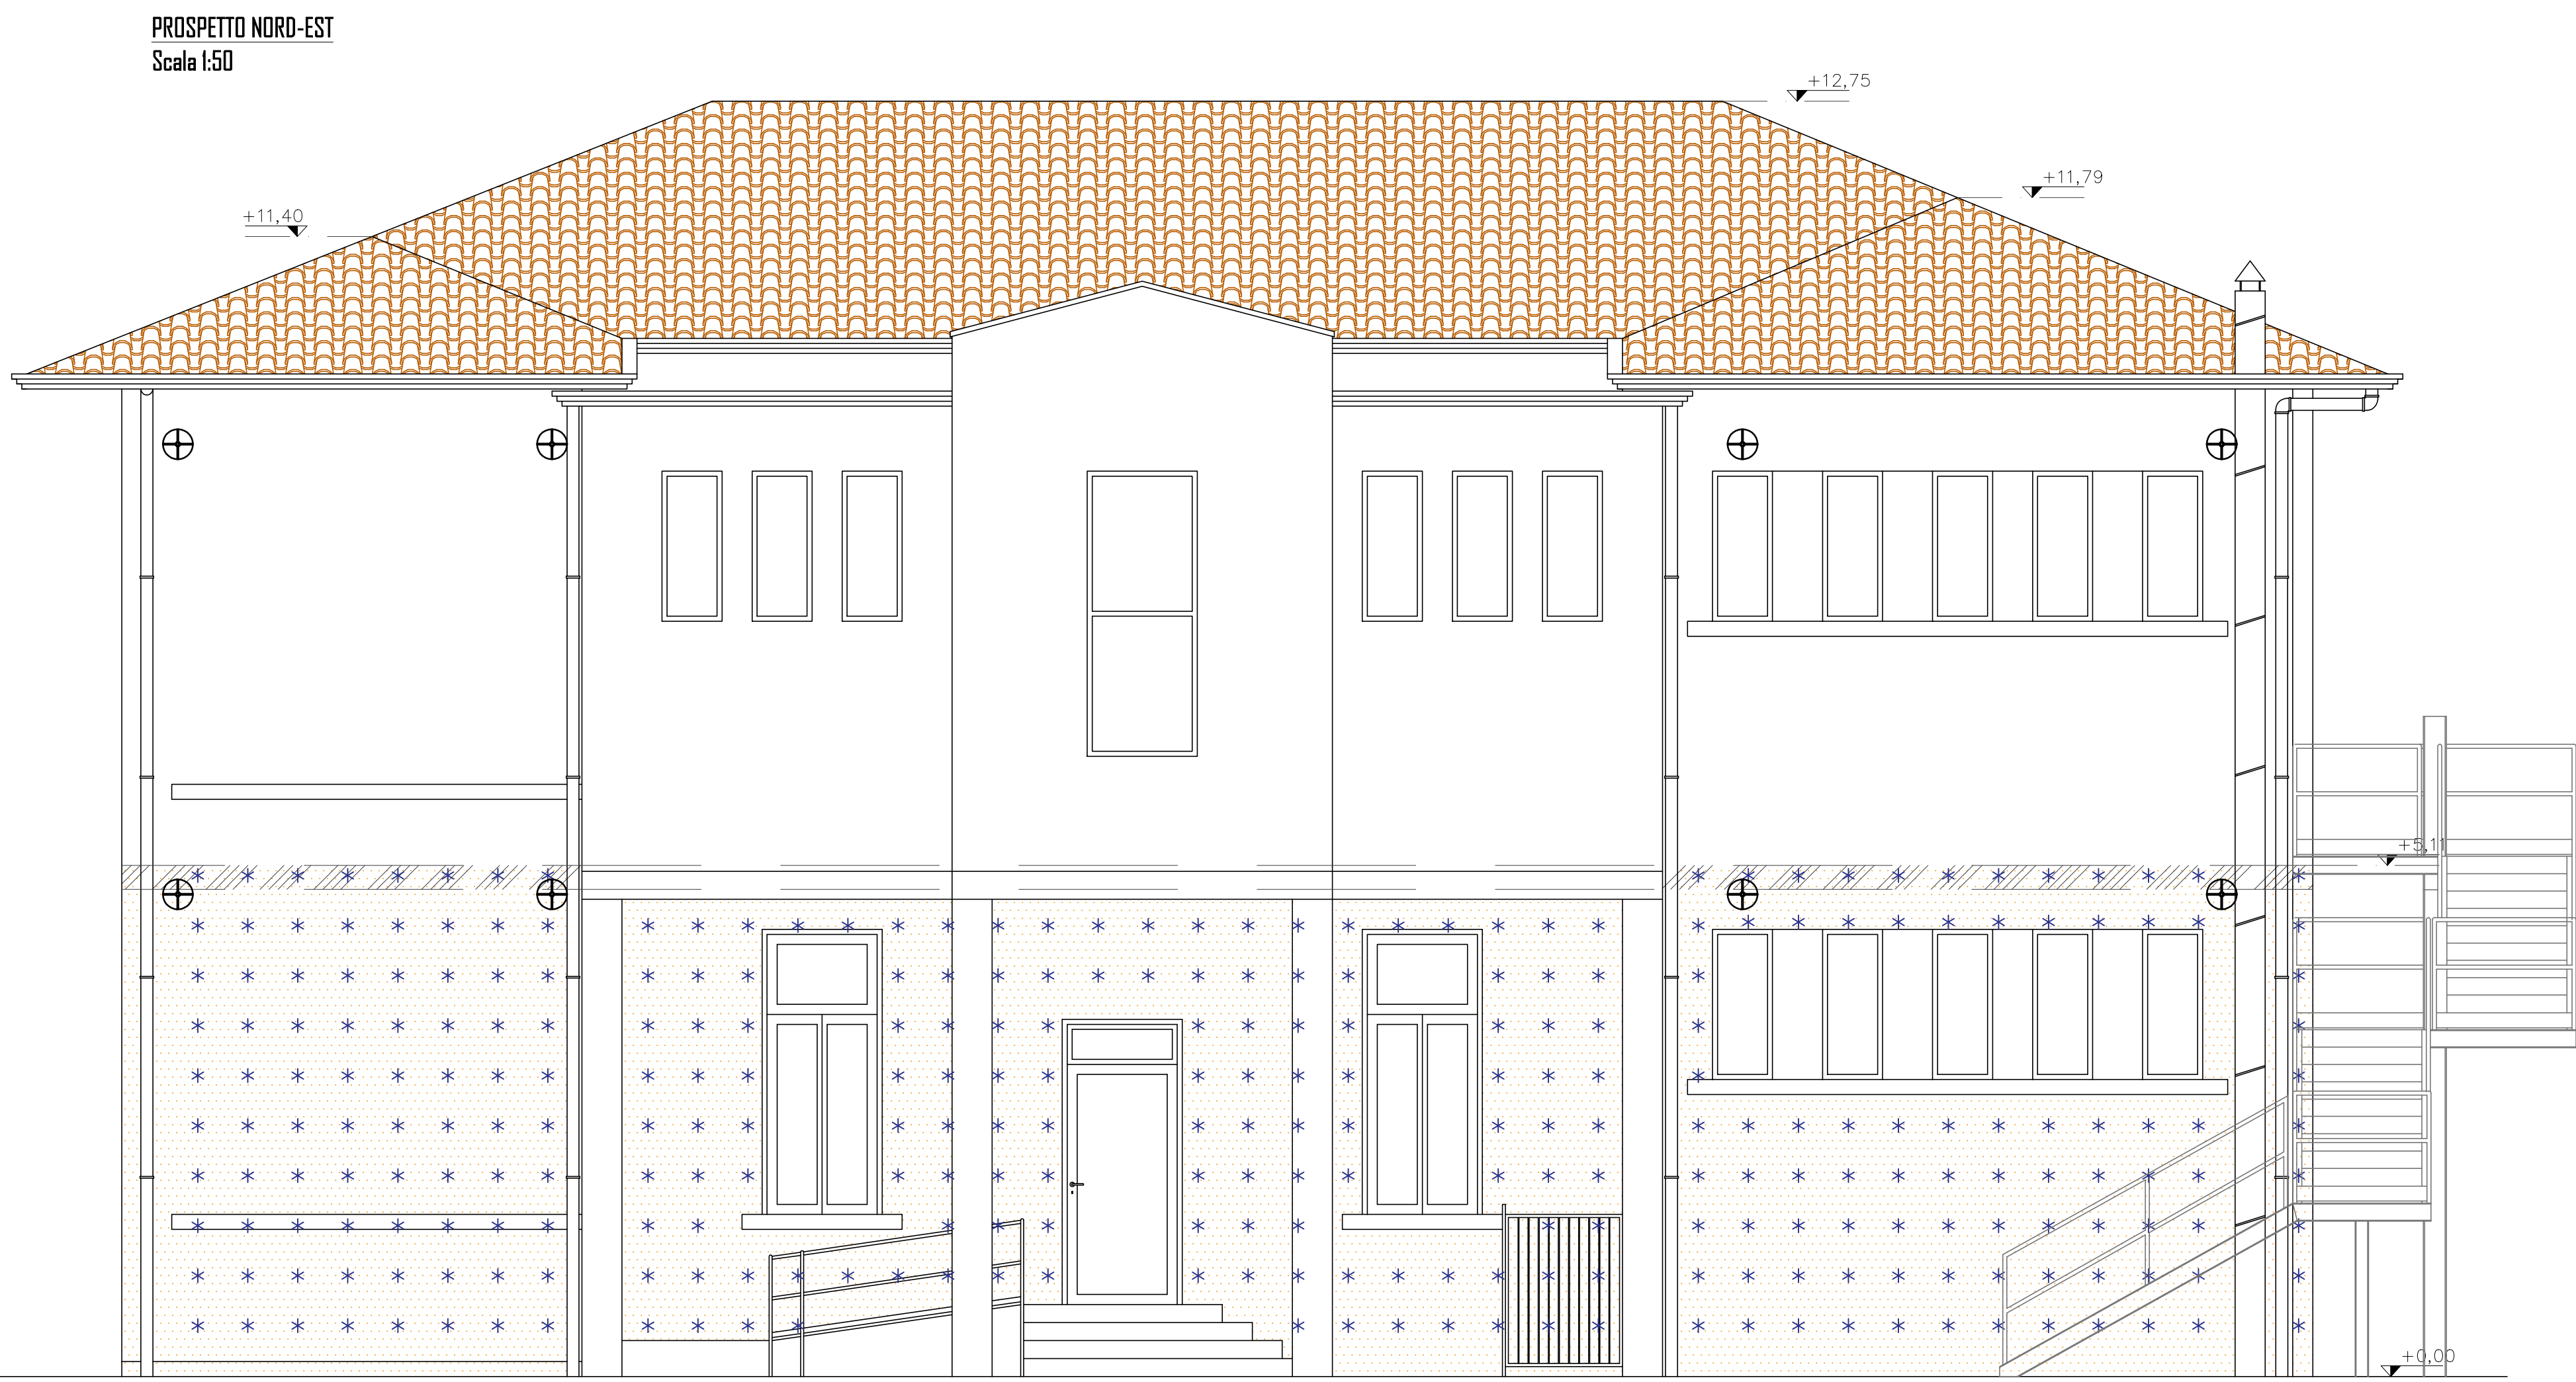 PROSPETTO NORD-EST
Scala 1:50
+12,75
+11,79
+11,40
+5,11
+0,00